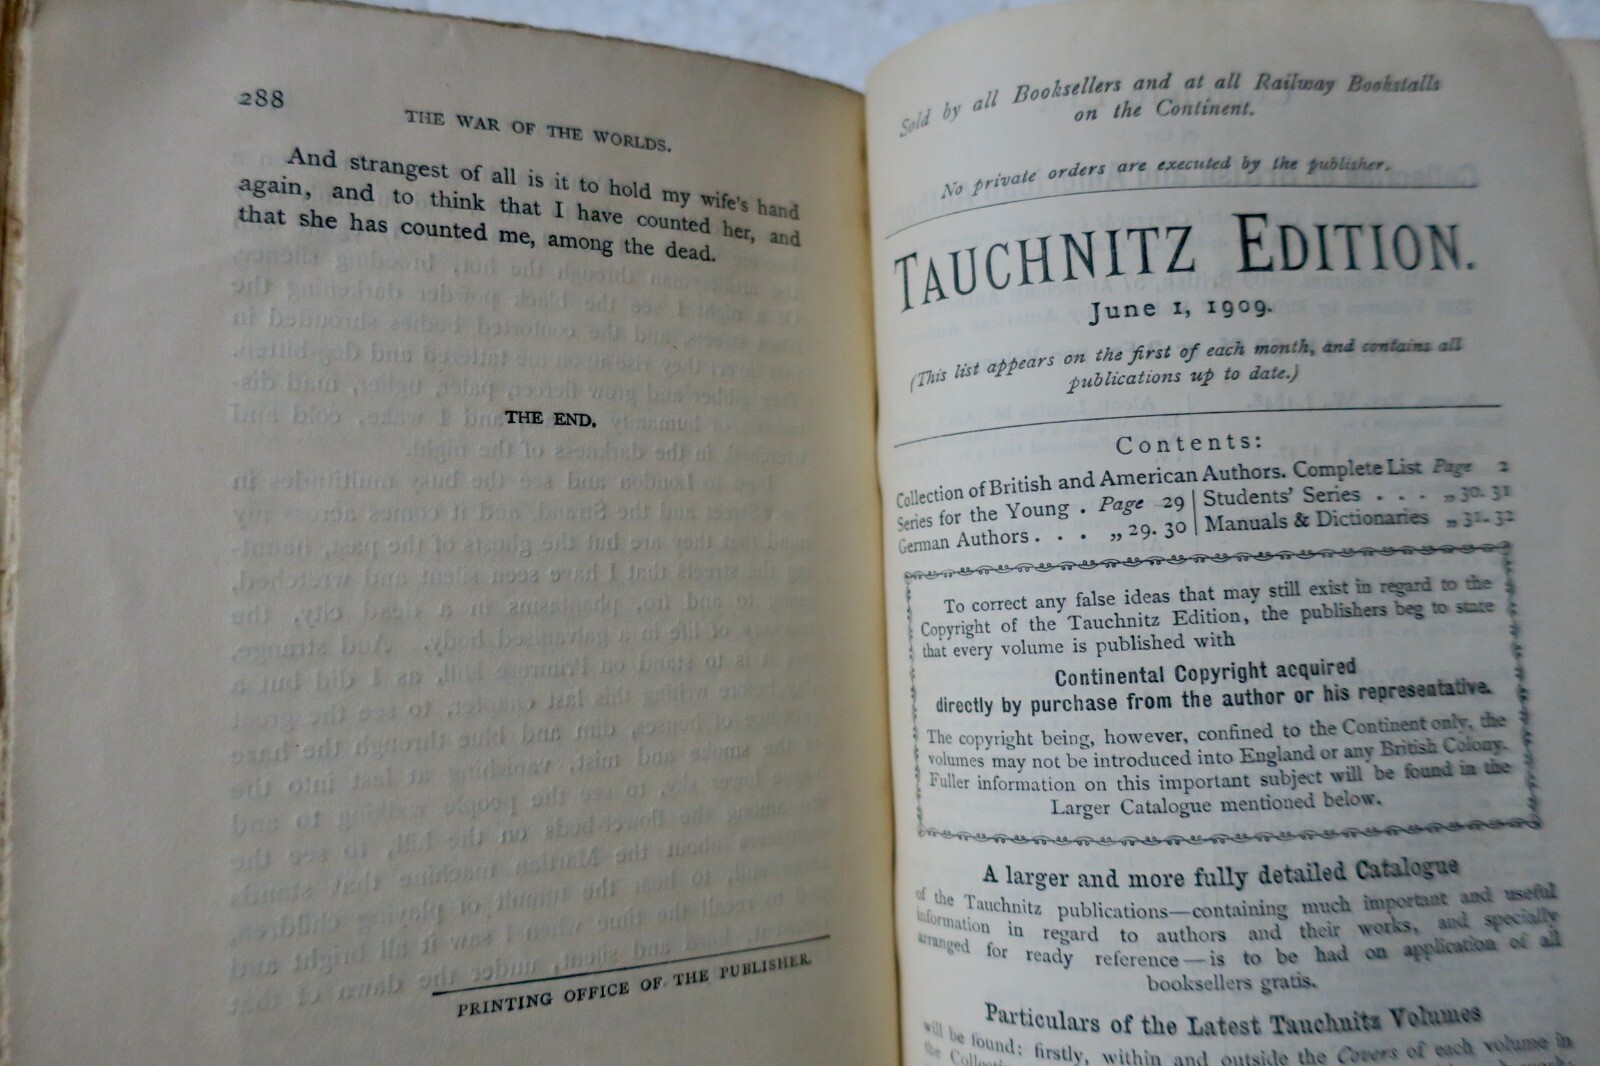 288
THE WAR OF THE WORLDS.
And strangest of all is it to hold my wife's hand
again, and to think that I have counted her, and
that she has counted me, among the dead.
THE END.
PRINTING OFFICE OF THE PUBLISHER.
Sold by all Booksellers and at all Railway Bookstalls
on the Continent.
No private orders are executed by the publisher.
TAUCHNITZ EDITION.
June 1, 1909.
(This list appears on the first of each month, and contains all
publications up to date.)
Contents:
Collection of British and American Authors. Complete List Page 2
Series for the Young . Page 29 | Students' Series . . . „ 30. 31
German Authors . . . „ 29. 30 | Manuals & Dictionaries „ 31. 32
To correct any false ideas that may still exist in regard to the
Copyright of the Tauchnitz Edition, the publishers beg to state
that every volume is published with
Continental Copyright acquired
directly by purchase from the author or his representative.
The copyright being, however, confined to the Continent only, the
volumes may not be introduced into England or any British Colony.
Fuller information on this important subject will be found in the
Larger Catalogue mentioned below.
A larger and more fully detailed Catalogue
of the Tauchnitz publications—containing much important and useful
information in regard to authors and their works, and specially
arranged for ready reference—is to be had on application of all
booksellers gratis.
Particulars of the Latest Tauchnitz Volumes
will be found: firstly, within and outside the Covers of each volume in
the